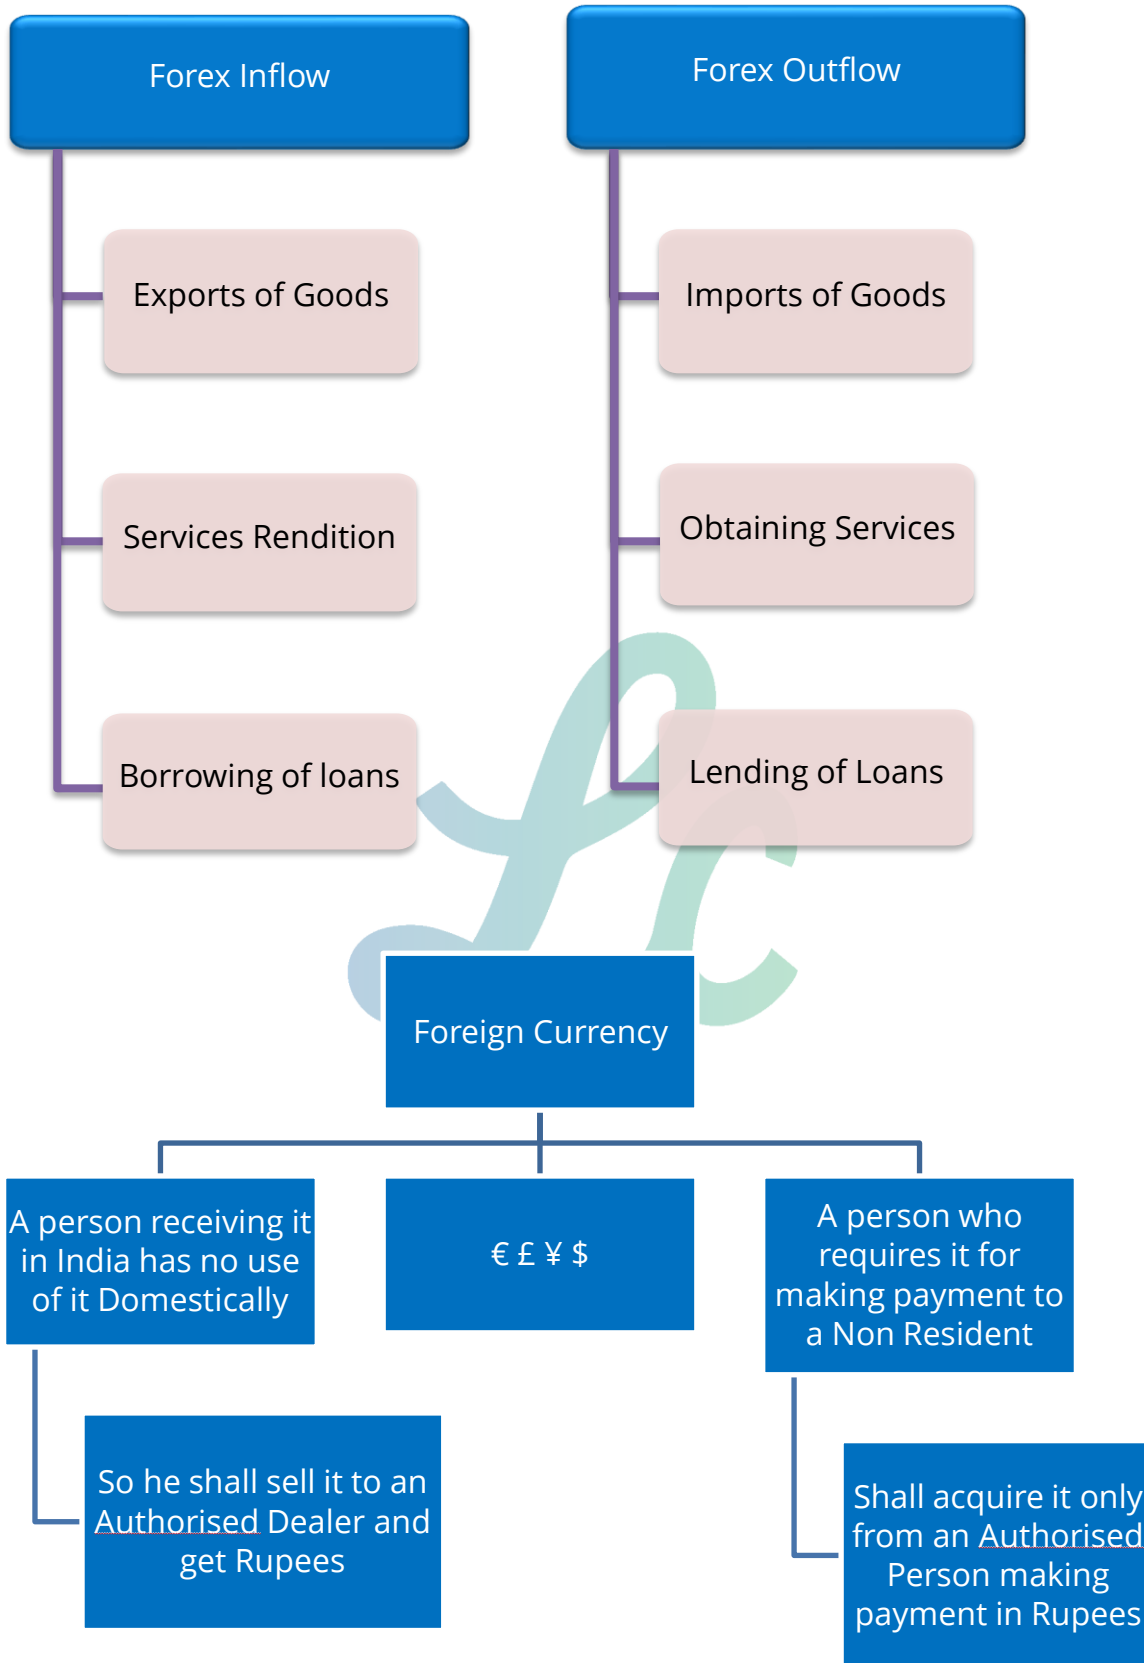 Forex Inflow
Exports of Goods
Services Rendition
Borrowing of loans
Forex Outflow
Imports of Goods
Obtaining Services
Lending of Loans
Foreign Currency
A person receiving it
in India has no use
of it Domestically
So he shall sell it to an
Authorised Dealer and
get Rupees
€ £ ¥ $
A person who
requires it for
making payment to
a Non Resident
Shall acquire it only
from an Authorised
Person making
payment in Rupees